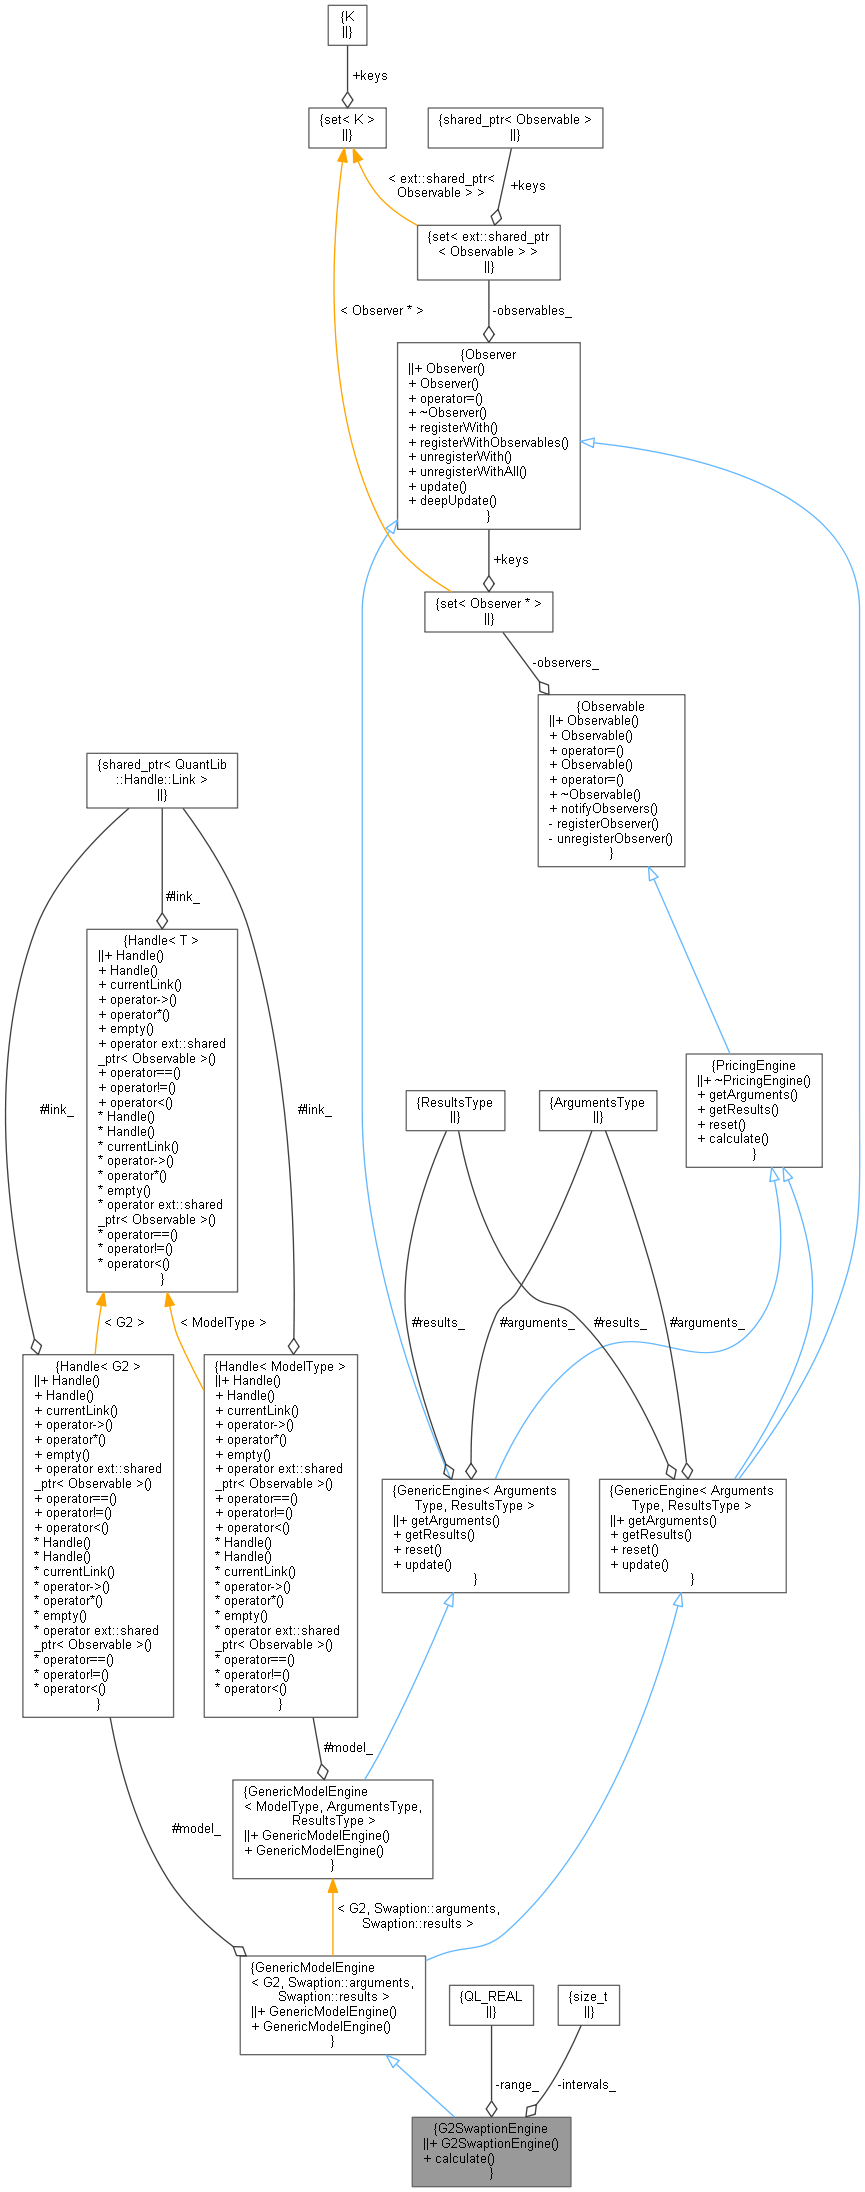 {K
||}
+keys
{set< K >
||}
{shared_ptr< Observable >
||}
< ext::shared_ptr<
Observable > >
+keys
{set< ext::shared_ptr
< Observable > >
||}
< Observer * >
-observables_
{Observer
||+ Observer()
+ Observer()
+ operator=()
+ ~Observer()
+ registerWith()
+ registerWithObservables()
+ unregisterWith()
+ unregisterWithAll()
+ update()
+ deepUpdate()
}
+keys
{set< Observer * >
||}
-observers_
{Observable
||+ Observable()
+ Observable()
+ operator=()
+ Observable()
+ operator=()
+ ~Observable()
+ notifyObservers()
- registerObserver()
- unregisterObserver()
}
{shared_ptr< QuantLib
::Handle::Link >
||}
#link_
{Handle< T >
||+ Handle()
+ Handle()
+ currentLink()
+ operator->()
+ operator*()
+ empty()
+ operator ext::shared
_ptr< Observable >()
+ operator==()
+ operator!=()
+ operator<()
* Handle()
* Handle()
* currentLink()
* operator->()
* operator*()
* empty()
* operator ext::shared
_ptr< Observable >()
* operator==()
* operator!=()
* operator<()
}
#link_
#link_
{PricingEngine
||+ ~PricingEngine()
+ getArguments()
+ getResults()
+ reset()
+ calculate()
}
{ResultsType
||}
{ArgumentsType
||}
< G2 >
< ModelType >
#results_
#arguments_
#results_
#arguments_
{Handle< G2 >
||+ Handle()
+ Handle()
+ currentLink()
+ operator->()
+ operator*()
+ empty()
+ operator ext::shared
_ptr< Observable >()
+ operator==()
+ operator!=()
+ operator<()
* Handle()
* Handle()
* currentLink()
* operator->()
* operator*()
* empty()
* operator ext::shared
_ptr< Observable >()
* operator==()
* operator!=()
* operator<()
}
{Handle< ModelType >
||+ Handle()
+ Handle()
+ currentLink()
+ operator->()
+ operator*()
+ empty()
+ operator ext::shared
_ptr< Observable >()
+ operator==()
+ operator!=()
+ operator<()
* Handle()
* Handle()
* currentLink()
* operator->()
* operator*()
* empty()
* operator ext::shared
_ptr< Observable >()
* operator==()
* operator!=()
* operator<()
}
{GenericEngine< Arguments
Type, ResultsType >
||+ getArguments()
+ getResults()
+ reset()
+ update()
}
{GenericEngine< Arguments
Type, ResultsType >
||+ getArguments()
+ getResults()
+ reset()
+ update()
}
#model_
{GenericModelEngine
< ModelType, ArgumentsType,
ResultsType >
||+ GenericModelEngine()
+ GenericModelEngine()
}
#model_
< G2, Swaption::arguments,
Swaption::results >
{GenericModelEngine
< G2, Swaption::arguments,
Swaption::results >
||+ GenericModelEngine()
+ GenericModelEngine()
}
{QL_REAL
||}
{size_t
||}
-range_
-intervals_
{G2SwaptionEngine
||+ G2SwaptionEngine()
+ calculate()
}